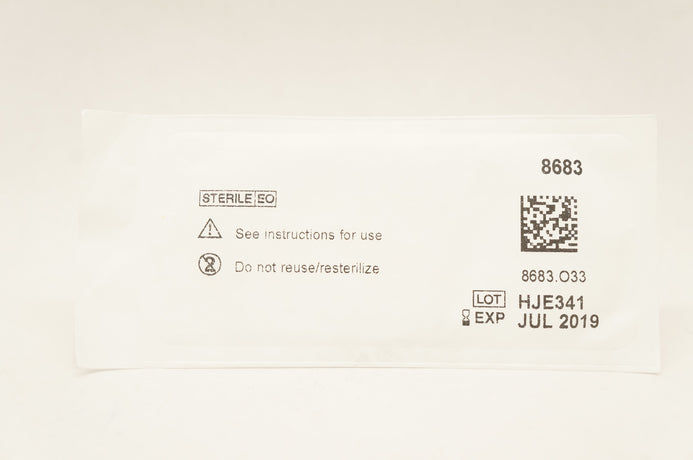 8683
STERILE EO
See instructions for use
Do not reuse/resterilize
8683.O33
LOT HJE341
EXP JUL 2019